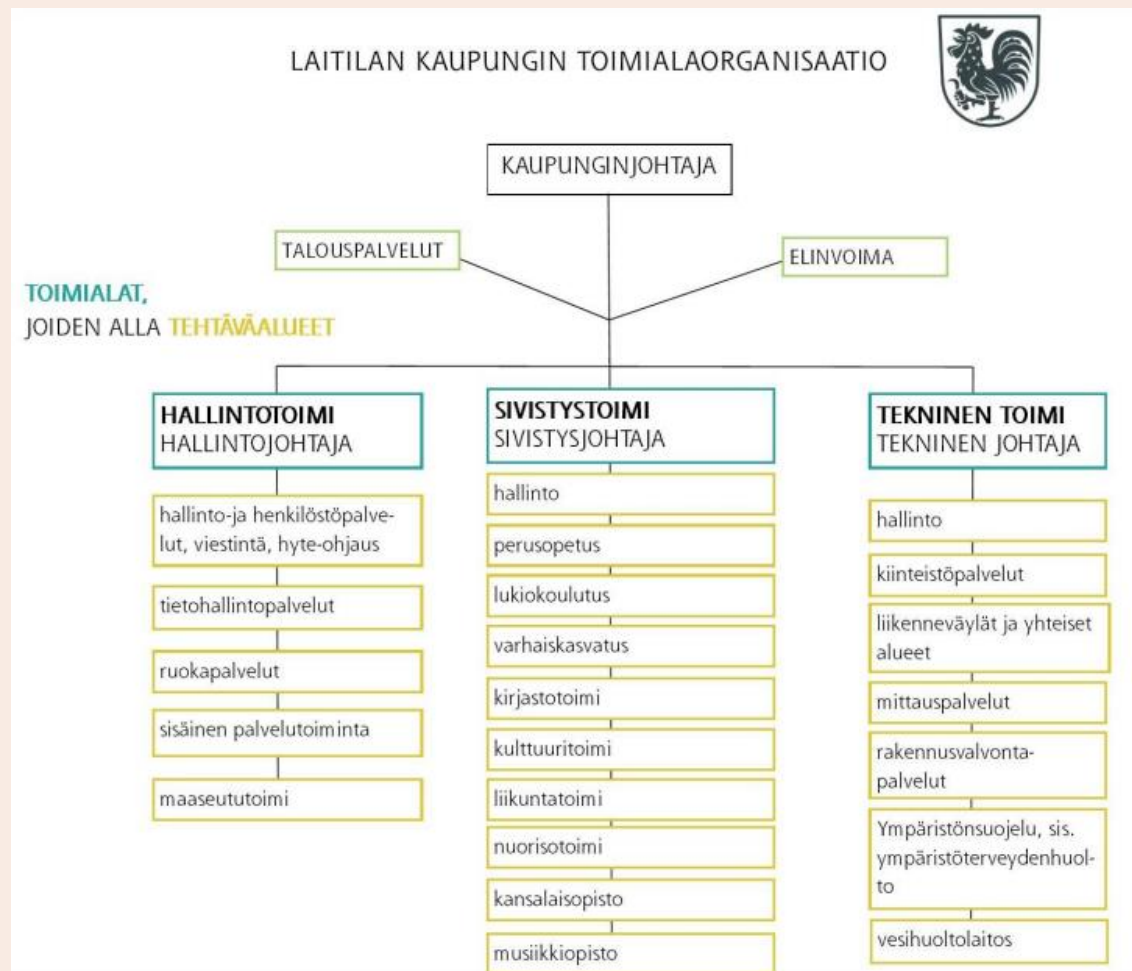 LAITILAN KAUPUNGIN TOIMIALAORGANISAATIO
KAUPUNGINJOHTAJA
TALOUSPALVELUT
ELINVOIMA
TOIMIALAT,
JOIDEN ALLA TEHTÄVÄALUEET
HALLINTOTOIMI
HALLINTOJOHTAJA
hallinto-ja henkilöstöpalve-
lut, viestintä, hyte-ohjaus
tietohallintopalvelut
ruokapalvelut
sisäinen palvelutoiminta
maaseututoimi
SIVISTYSTOIMI
SIVISTYSJOHTAJA
hallinto
perusopetus
lukiokoulutus
varhaiskasvatus
kirjastotoimi
kulttuuritoimi
liikuntatoimi
nuorisotoimi
kansalaisopisto
musiikkiopisto
TEKNINEN TOIMI
TEKNINEN JOHTAJA
hallinto
kiinteistöpalvelut
liikenneväylät ja yhteiset
alueet
mittauspalvelut
rakennusvalvonta-
palvelut
Ympäristönsuojelu, sis.
ympäristöterveydenhuol-
to
vesihuoltolaitos